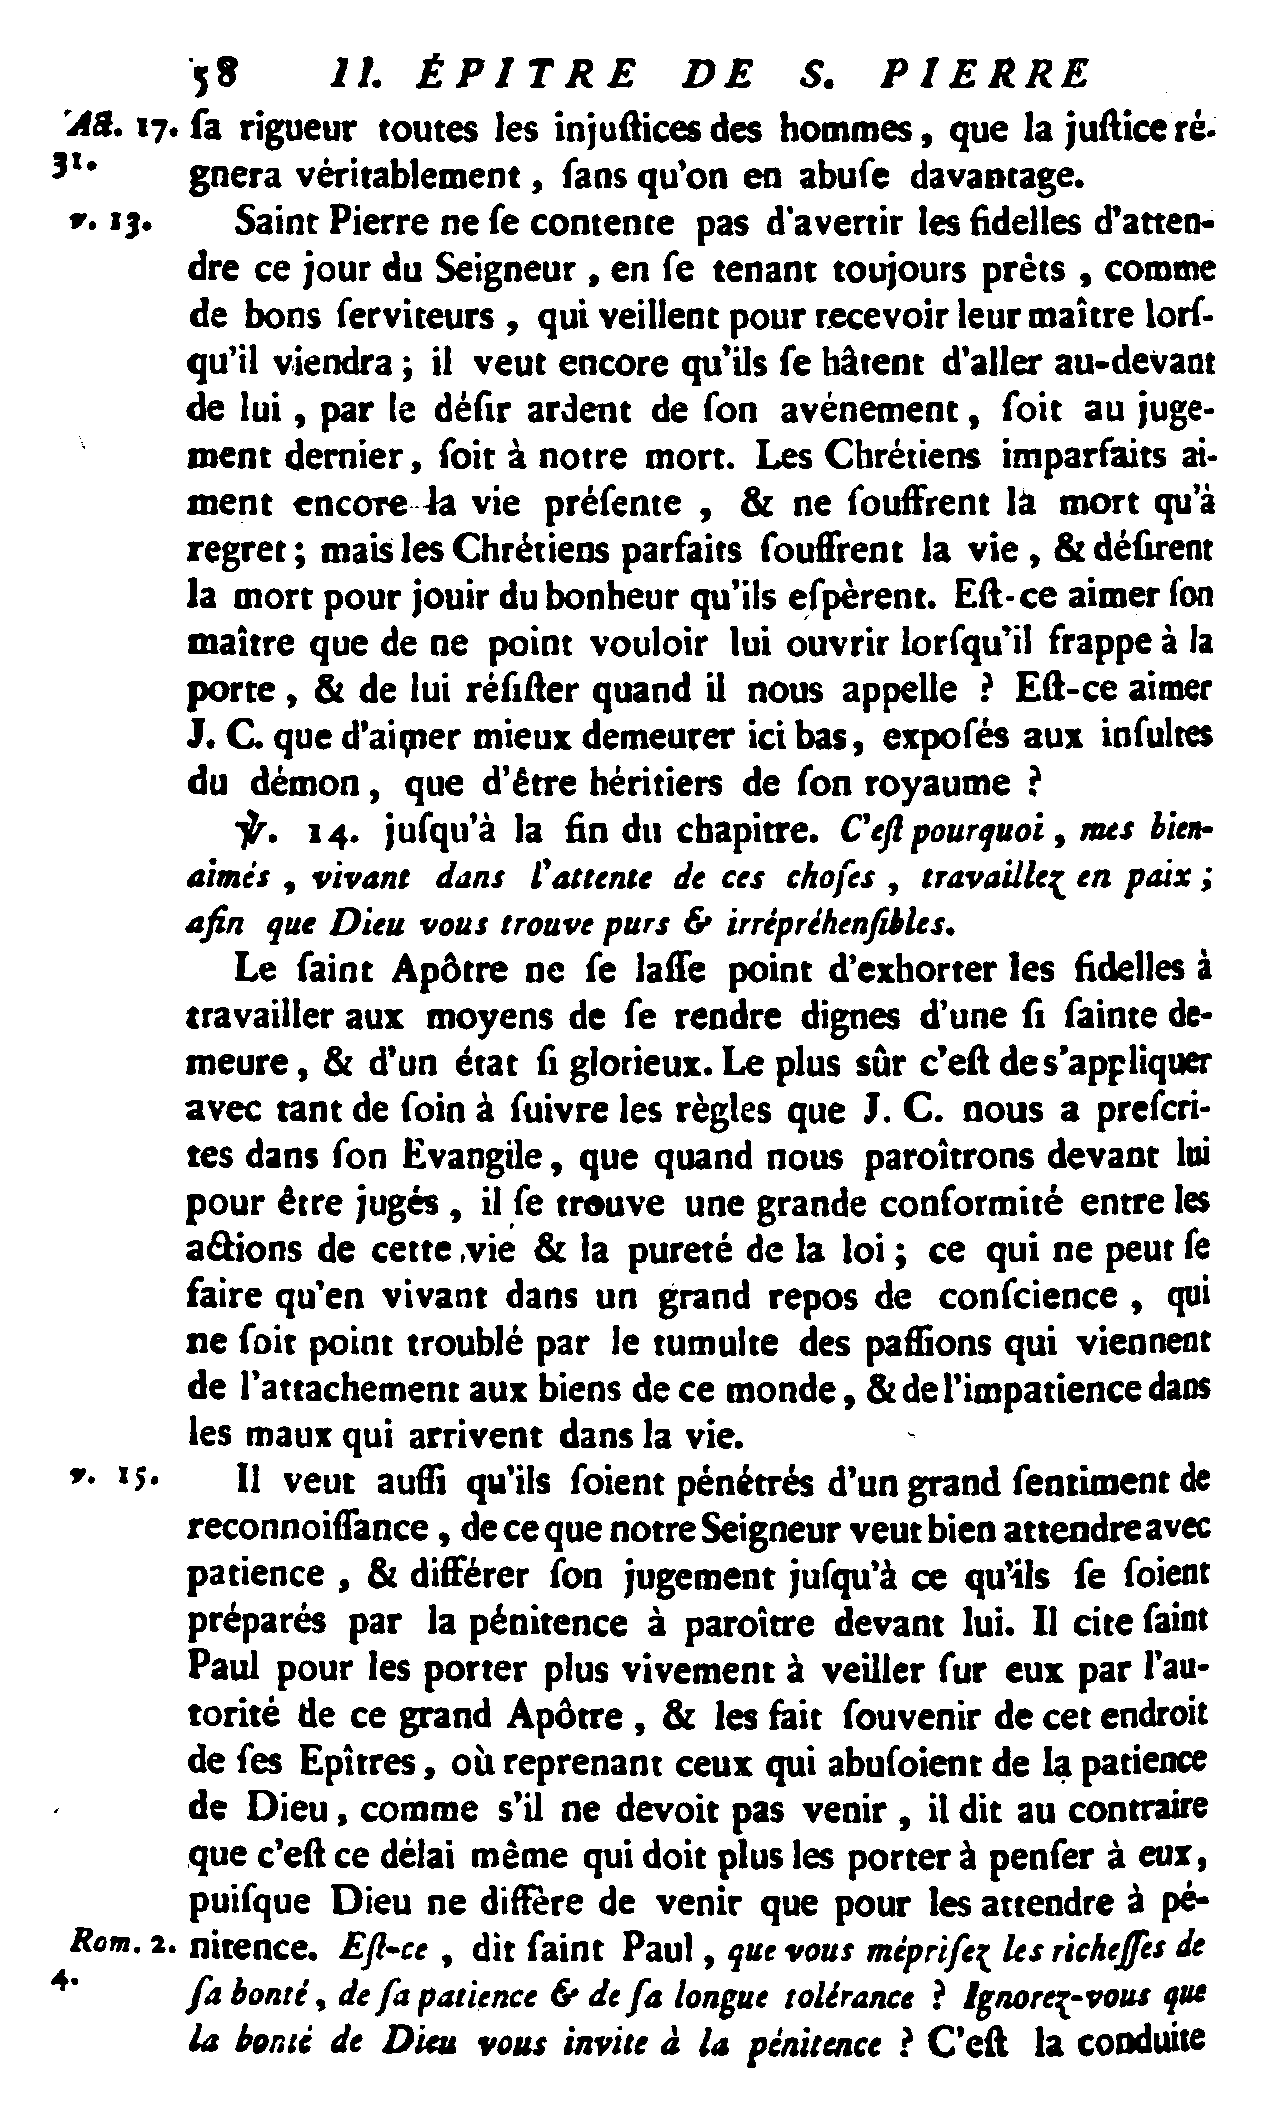 58 II. ÉPITRE DE S. PIERRE
Act. 17. ſa rigueur toutes les injuſtices des hommes, que la juſtice ré-
31. gnera véritablement, ſans qu'on en abuſe davantage.
v. 13. Saint Pierre ne ſe contente pas d'avertir les fidelles d'atten-
dre ce jour du Seigneur, en ſe tenant toujours prêts, comme
de bons ſerviteurs, qui veillent pour recevoir leur maître lorſ-
qu'il viendra; il veut encore qu'ils ſe hâtent d'aller au-devant
de lui, par le déſir ardent de ſon avénement, ſoit au juge-
ment dernier, ſoit à notre mort. Les Chrétiens imparfaits ai-
ment encore la vie préſente, & ne ſouffrent la mort qu'à
regret; mais les Chrétiens parfaits ſouffrent la vie, & déſirent
la mort pour jouir du bonheur qu'ils eſpèrent. Eſt-ce aimer ſon
maître que de ne point vouloir lui ouvrir lorſqu'il frappe à la
porte, & de lui réſiſter quand il nous appelle ? Eſt-ce aimer
J. C. que d'aimer mieux demeurer ici bas, expoſés aux inſultes
du démon, que d'être héritiers de ſon royaume ?
℣. 14. juſqu'à la fin du chapitre. C'eſt pourquoi, mes bien-
aimés, vivant dans l'attente de ces choſes, travaillez en paix;
afin que Dieu vous trouve purs & irrépréhenſibles.
Le ſaint Apôtre ne ſe laſſe point d'exhorter les fidelles à
travailler aux moyens de ſe rendre dignes d'une ſi ſainte de-
meure, & d'un état ſi glorieux. Le plus sûr c'eſt de s'appliquer
avec tant de ſoin à ſuivre les règles que J. C. nous a preſcri-
tes dans ſon Evangile, que quand nous paroîtrons devant lui
pour être jugés, il ſe trouve une grande conformité entre les
actions de cette vie & la pureté de la loi; ce qui ne peut ſe
faire qu'en vivant dans un grand repos de conſcience, qui
ne ſoit point troublé par le tumulte des paſſions qui viennent
de l'attachement aux biens de ce monde, & de l'impatience dans
les maux qui arrivent dans la vie.
v. 15. Il veut auſſi qu'ils ſoient pénétrés d'un grand ſentiment de
reconnoiſſance, de ce que notre Seigneur veut bien attendre avec
patience, & différer ſon jugement juſqu'à ce qu'ils ſe ſoient
préparés par la pénitence à paroître devant lui. Il cite ſaint
Paul pour les porter plus vivement à veiller ſur eux par l'au-
torité de ce grand Apôtre, & les fait ſouvenir de cet endroit
de ſes Epîtres, où reprenant ceux qui abuſoient de la patience
de Dieu, comme s'il ne devoit pas venir, il dit au contraire
que c'eſt ce délai même qui doit plus les porter à penſer à eux,
puiſque Dieu ne diffère de venir que pour les attendre à pé-
Rom. 2. nitence. Eſt-ce, dit ſaint Paul, que vous mépriſez les richeſſes de
4. ſa bonté, de ſa patience & de ſa longue tolérance ? Ignorez-vous que
la bonté de Dieu vous invite à la pénitence ? C'eſt la conduite